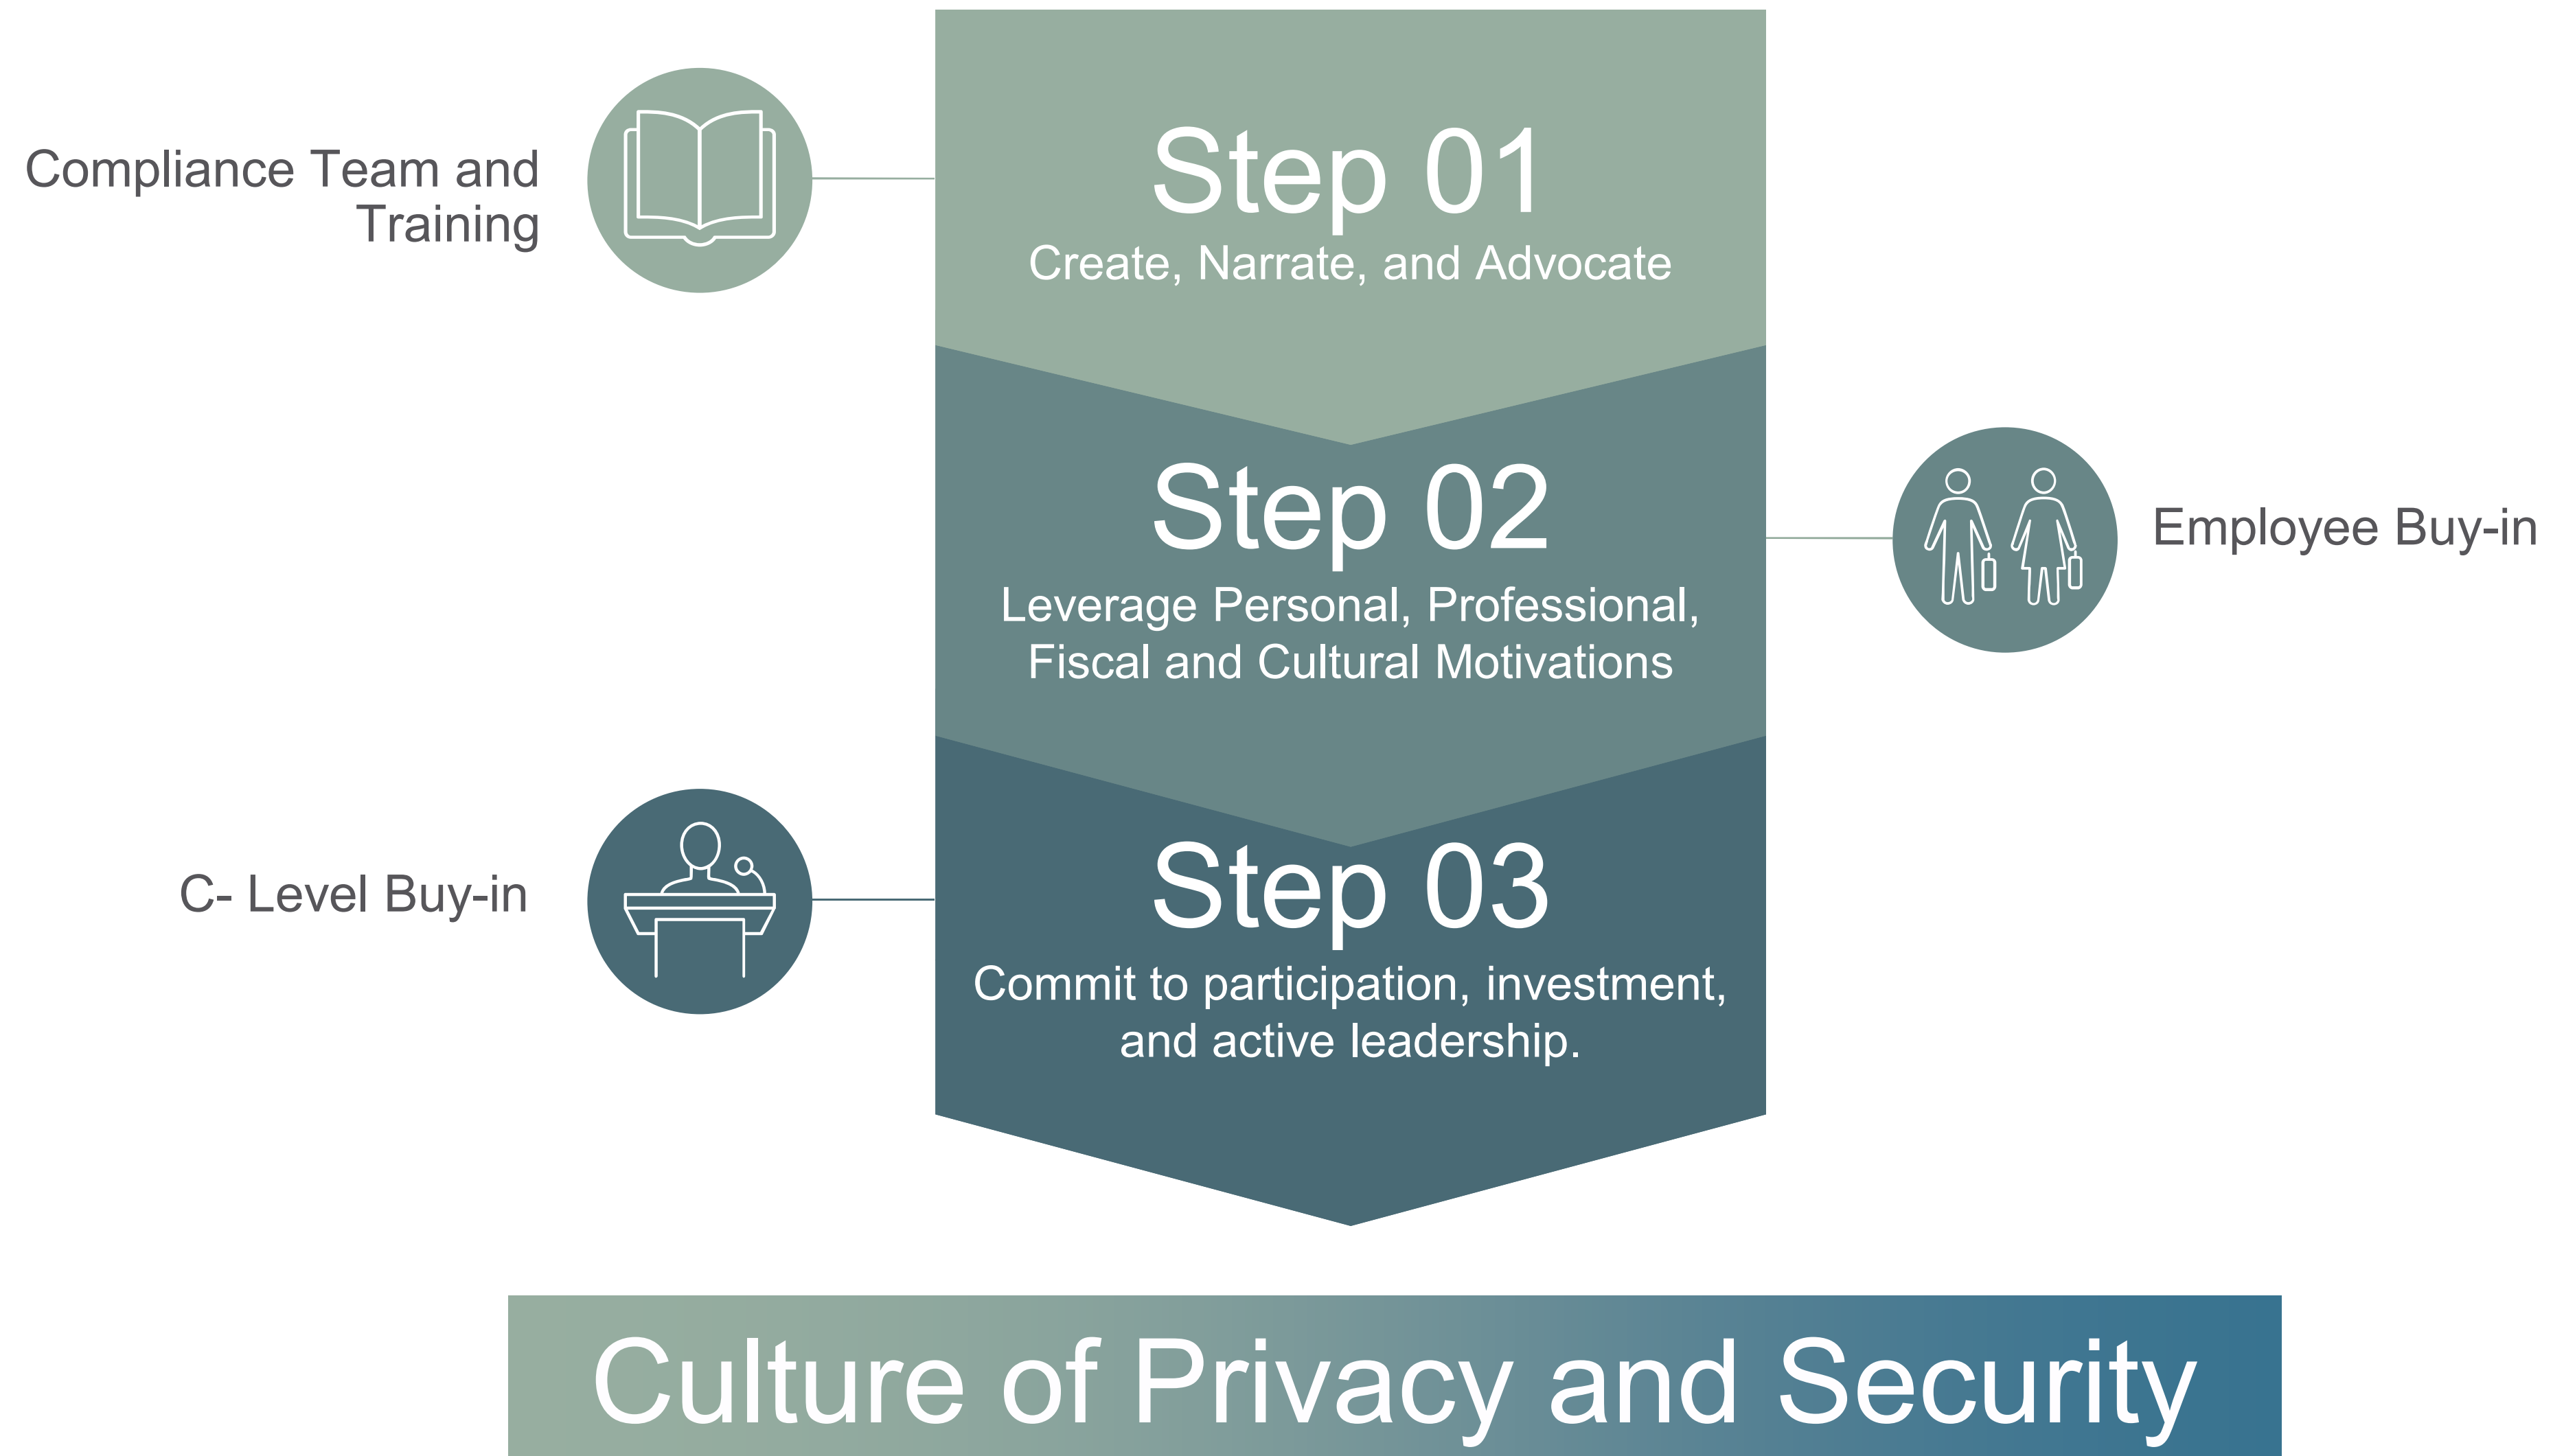 Compliance Team and
Training
Step 01
Create, Narrate, and Advocate
Step 02
Leverage Personal, Professional,
Fiscal and Cultural Motivations
Employee Buy-in
C- Level Buy-in
Step 03
Commit to participation, investment,
and active leadership.
Culture of Privacy and Security